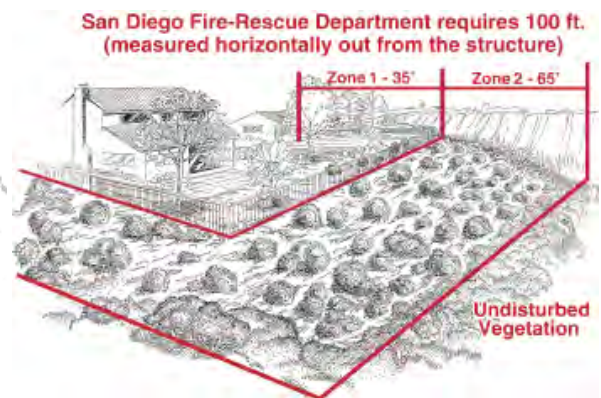 San Diego Fire-Rescue Department requires 100 ft.
(measured horizontally out from the structure)
Zone 1 - 35'
Zone 2 - 65'
Undisturbed
Vegetation